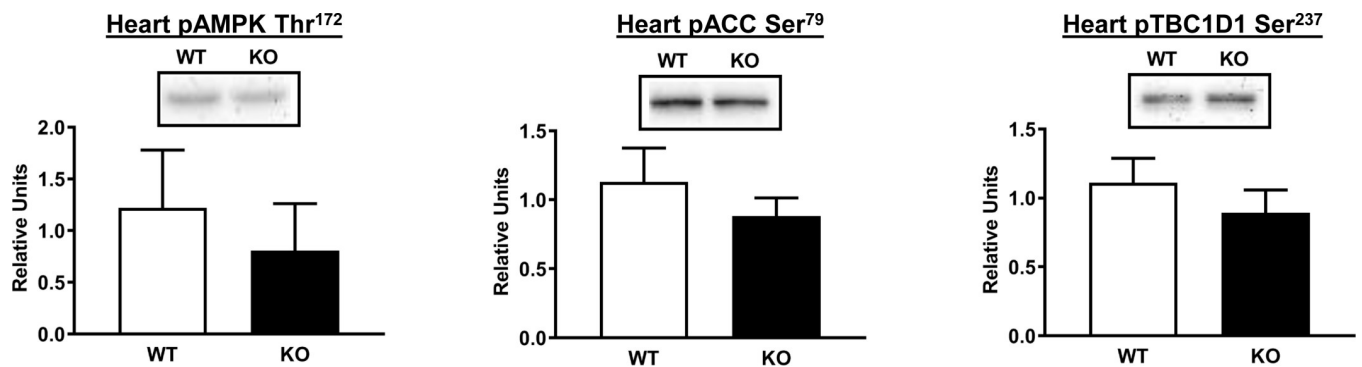 Heart pAMPK Thr¹⁷²
WT KO
2.0
1.5
1.0
0.5
0.0
Relative Units
WT KO
Heart pACC Ser⁷⁹
WT KO
1.5
1.0
0.5
0.0
Relative Units
WT KO
Heart pTBC1D1 Ser²³⁷
WT KO
1.5
1.0
0.5
0.0
Relative Units
WT KO